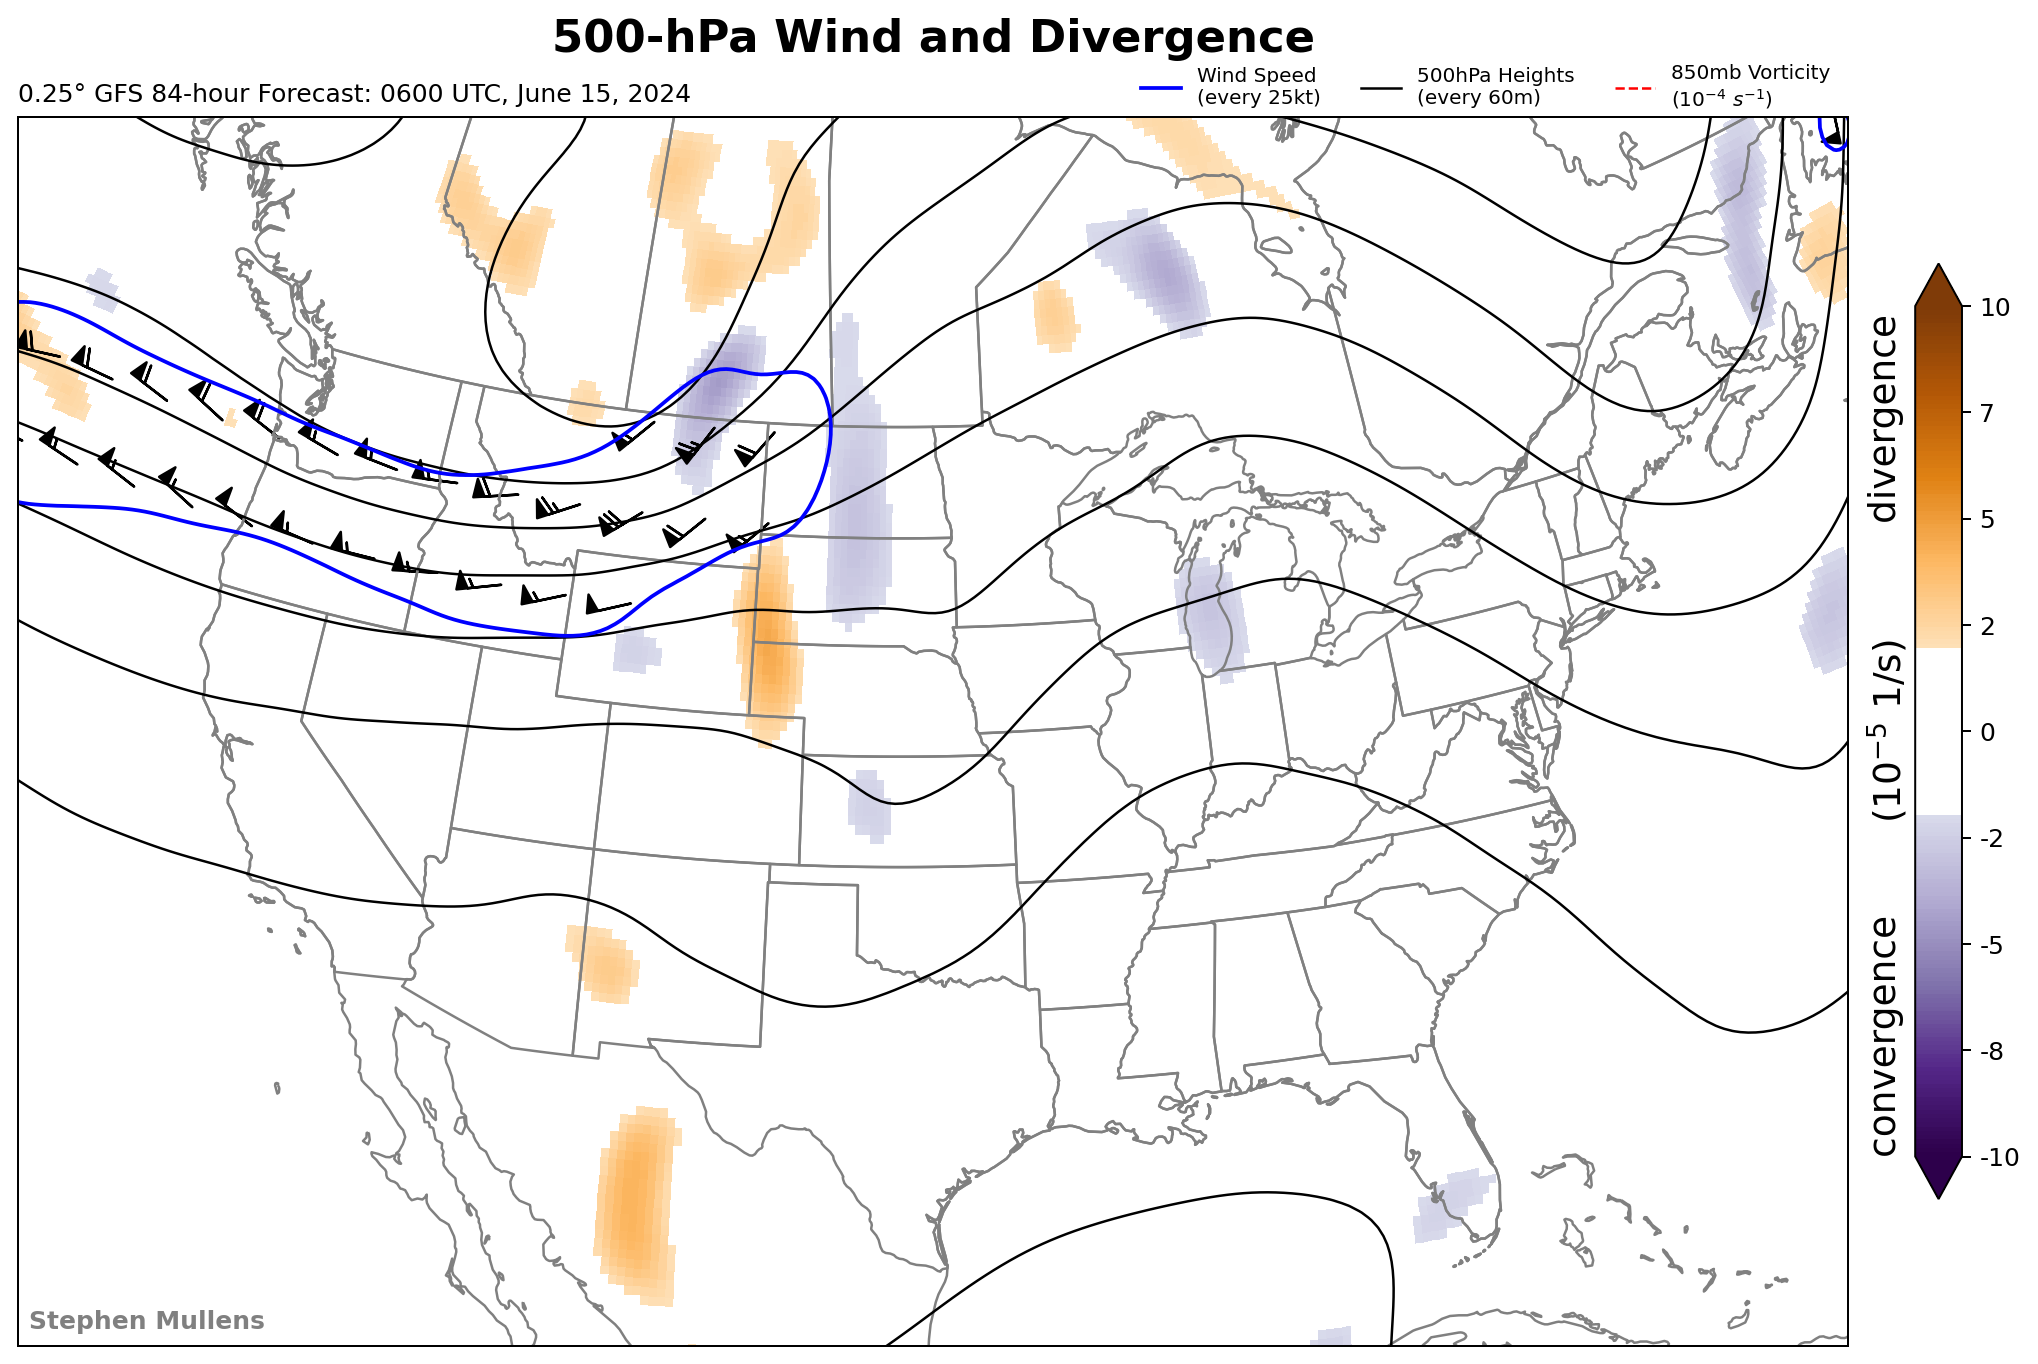 500-hPa Wind and Divergence
0.25° GFS 84-hour Forecast: 0600 UTC, June 15, 2024
Wind Speed
(every 25kt)
500hPa Heights
(every 60m)
850mb Vorticity
(10⁻⁴ s⁻¹)
10
7
5
2
0
-2
-5
-8
-10
convergence (10⁻⁵ 1/s) divergence
Stephen Mullens